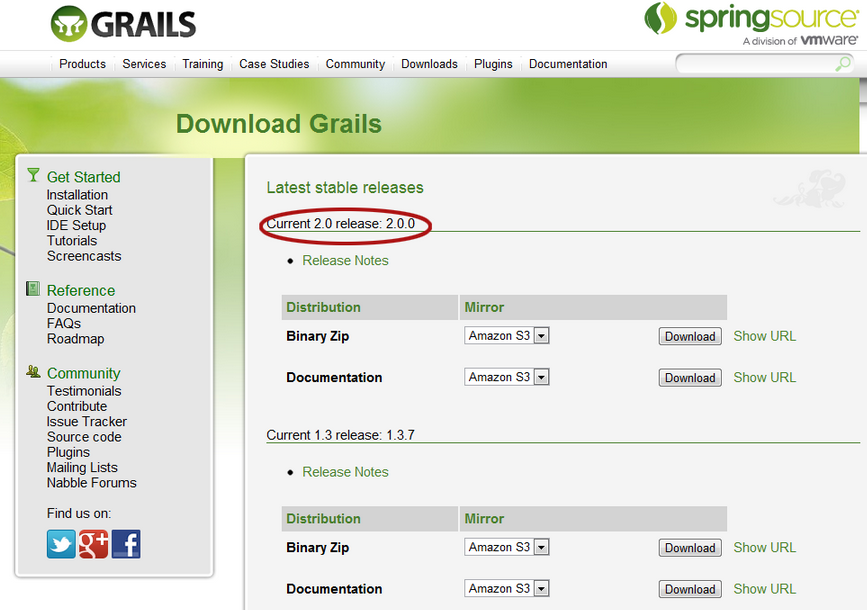 GRAILS
springsource
A division of vmware
Products Services Training Case Studies Community Downloads Plugins Documentation
Download Grails
Get Started
Installation
Quick Start
IDE Setup
Tutorials
Screencasts
Reference
Documentation
FAQs
Roadmap
Community
Testimonials
Contribute
Issue Tracker
Source code
Plugins
Mailing Lists
Nabble Forums
Find us on:
Latest stable releases
Current 2.0 release: 2.0.0
Release Notes
Distribution Mirror
Binary Zip Amazon S3 Download Show URL
Documentation Amazon S3 Download Show URL
Current 1.3 release: 1.3.7
Release Notes
Distribution Mirror
Binary Zip Amazon S3 Download Show URL
Documentation Amazon S3 Download Show URL